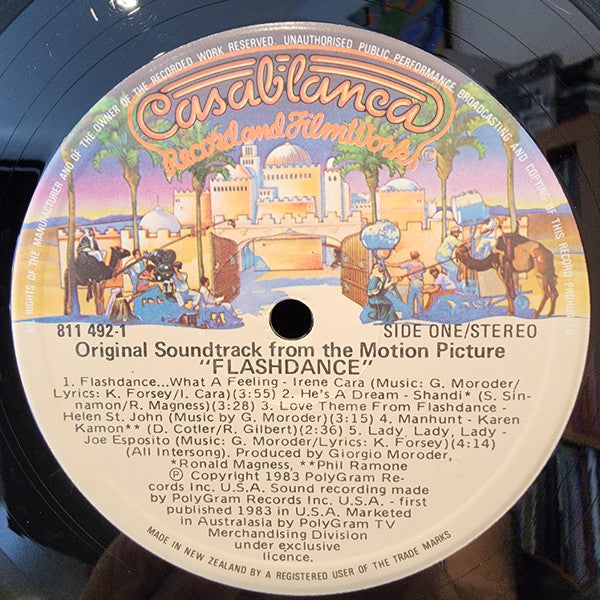 ALL RIGHTS OF THE MANUFACTURER AND OF THE OWNER OF THE RECORDED WORK RESERVED. UNAUTHORISED PUBLIC PERFORMANCE, BROADCASTING AND COPYING OF THIS RECORD PROHIBITED
Casablanca
Record and FilmWorks
TM
811 492-1
SIDE ONE/STEREO
Original Soundtrack from the Motion Picture
"FLASHDANCE"
1. Flashdance...What A Feeling - Irene Cara (Music: G. Moroder/
Lyrics: K. Forsey/I. Cara)(3:55) 2. He's A Dream - Shandi* (S. Sin-
namon/R. Magness)(3:28) 3. Love Theme From Flashdance -
Helen St. John (Music by G. Moroder)(3:15) 4. Manhunt - Karen
Kamon** (D. Cotler/R. Gilbert)(2:36) 5. Lady, Lady, Lady -
Joe Esposito (Music: G. Moroder/Lyrics: K. Forsey)(4:14)
(All Intersong). Produced by Giorgio Moroder,
*Ronald Magness, **Phil Ramone
Ⓟ Copyright 1983 PolyGram Re-
cords Inc. U.S.A. Sound recording made
by PolyGram Records Inc. U.S.A. - first
published 1983 in U.S.A. Marketed
in Australasia by PolyGram TV
Merchandising Division
under exclusive
licence.
MADE IN NEW ZEALAND BY A REGISTERED USER OF THE TRADE MARKS